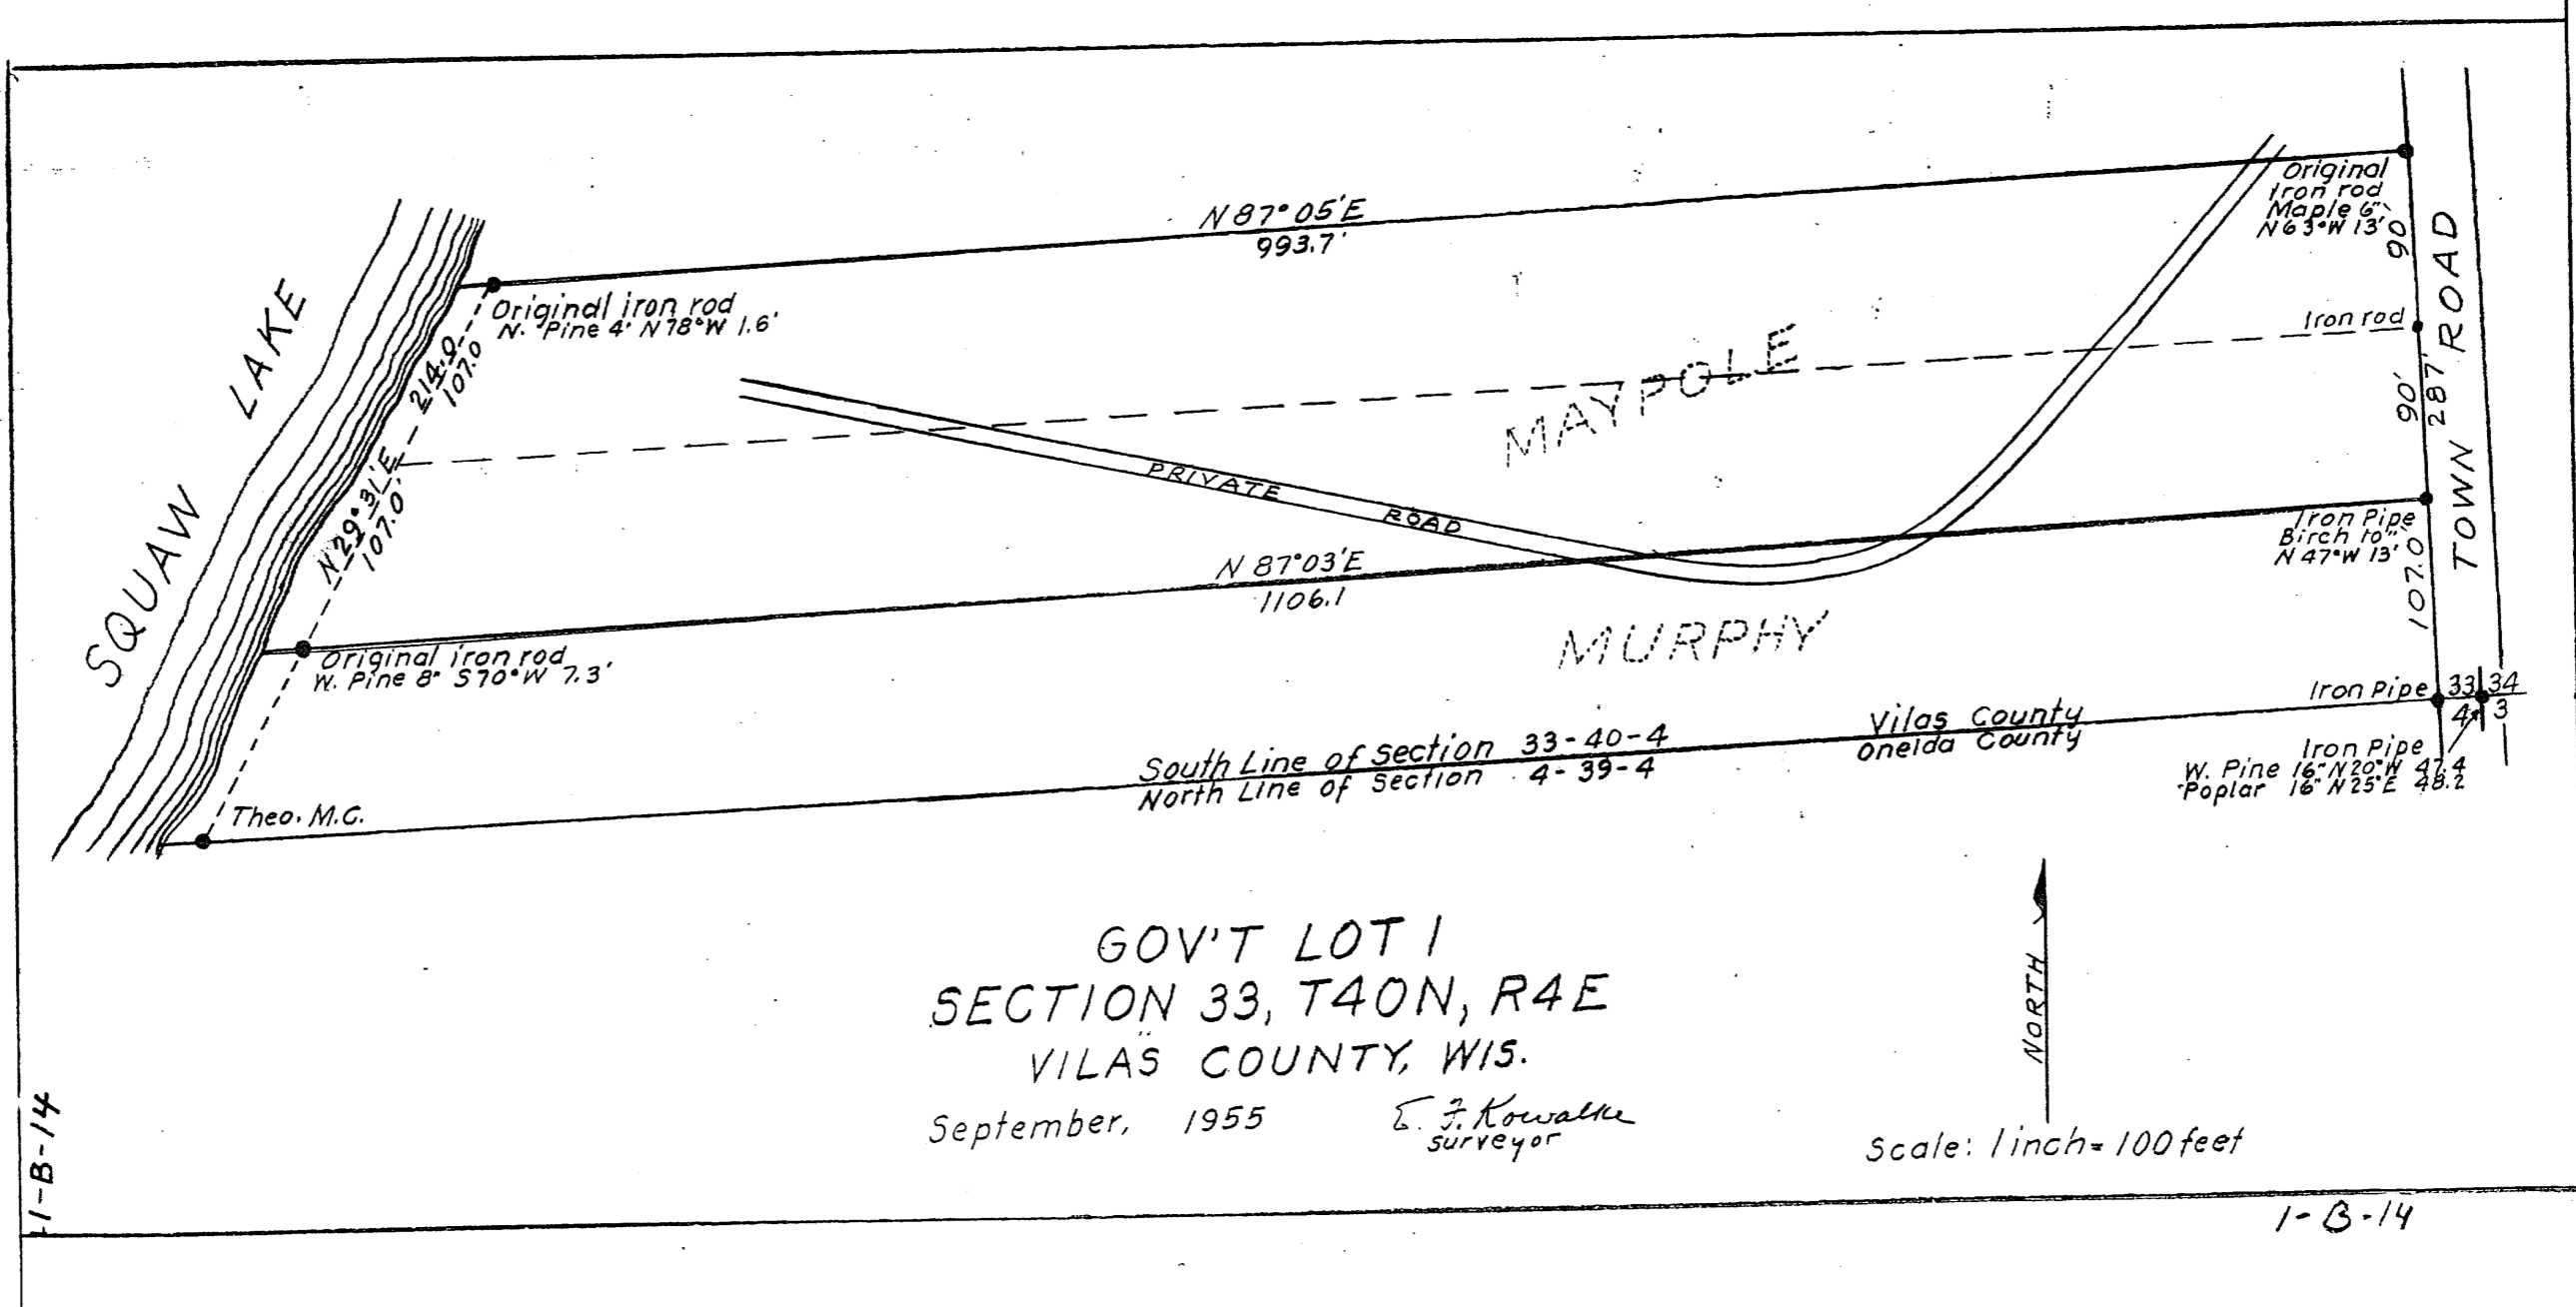 N 87°05'E
993.7'
Original
Iron rod
Maple 6"
N 63°W 13'
90
Iron rod
90'
287'
TOWN ROAD
SQUAW LAKE
Original iron rod
N. Pine 4' N 78°W 1.6'
214.0
107.0
N 29°31'E
107.0'
MAYPOLE
PRIVATE ROAD
Iron Pipe
Birch 10"
N 47°W 13'
107.0
N 87°03'E
1106.1
MURPHY
Original iron rod
W. Pine 8" S70°W 7.3'
Iron Pipe
33 34
4 3
South Line of Section 33-40-4
North Line of Section 4-39-4
Vilas County
Oneida County
Iron Pipe
W. Pine 16" N 20°W 47.4
Poplar 16" N 25°E 48.2
Theo. M.C.
GOV'T LOT 1
SECTION 33, T40N, R4E
VILAS COUNTY, WIS.
September, 1955
E. F. Kowalke
surveyor
NORTH
Scale: 1 inch = 100 feet
1-B-14
1-B-14